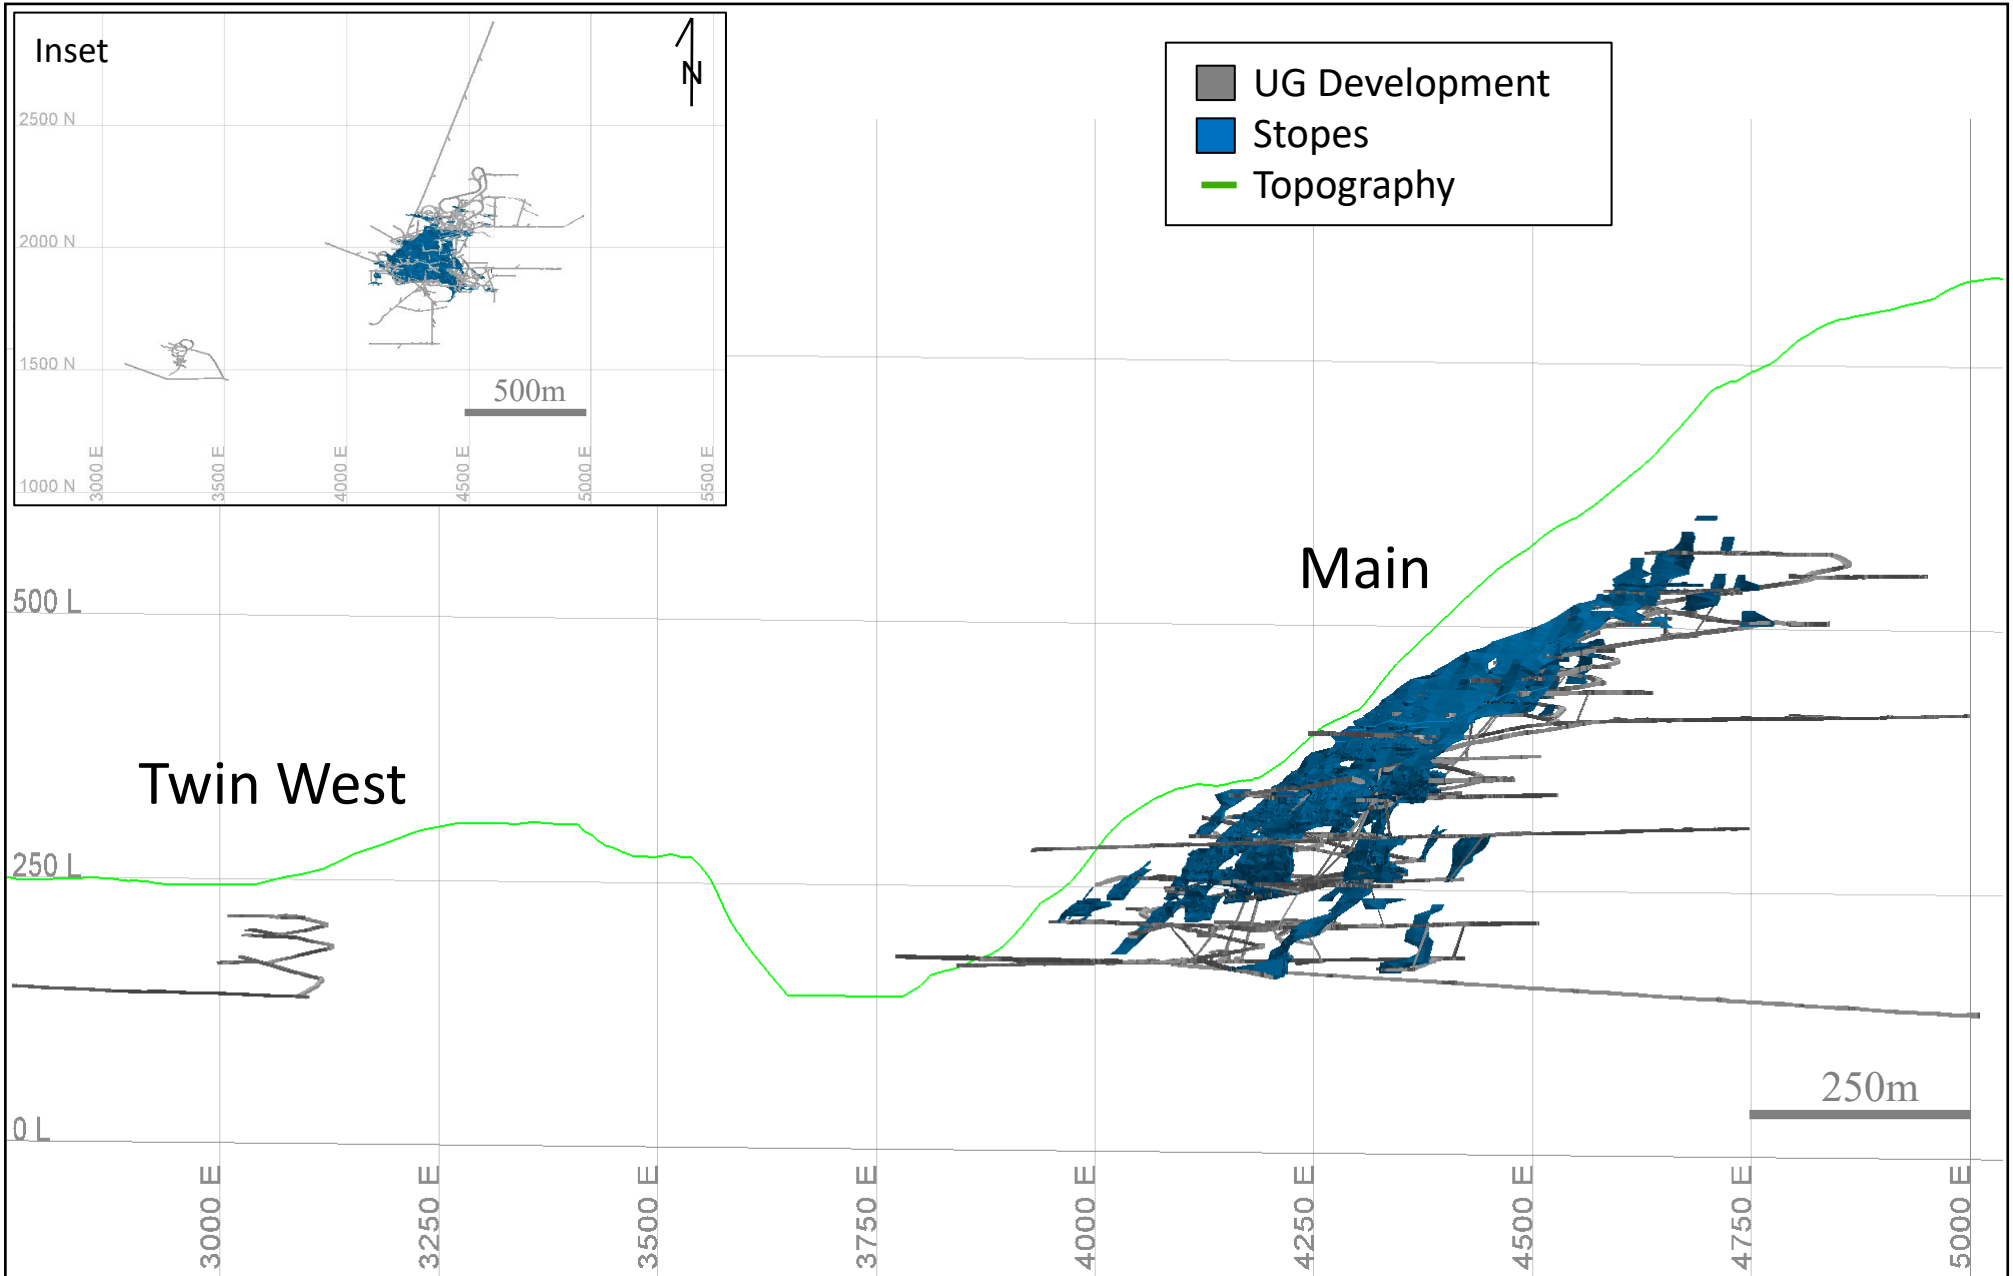 Inset
N
2500 N
2000 N
1500 N
1000 N
3000 E
3500 E
4000 E
4500 E
5000 E
5500 E
500m
UG Development
Stopes
Topography
Main
Twin West
500 L
250 L
0 L
250m
3000 E
3250 E
3500 E
3750 E
4000 E
4250 E
4500 E
4750 E
5000 E